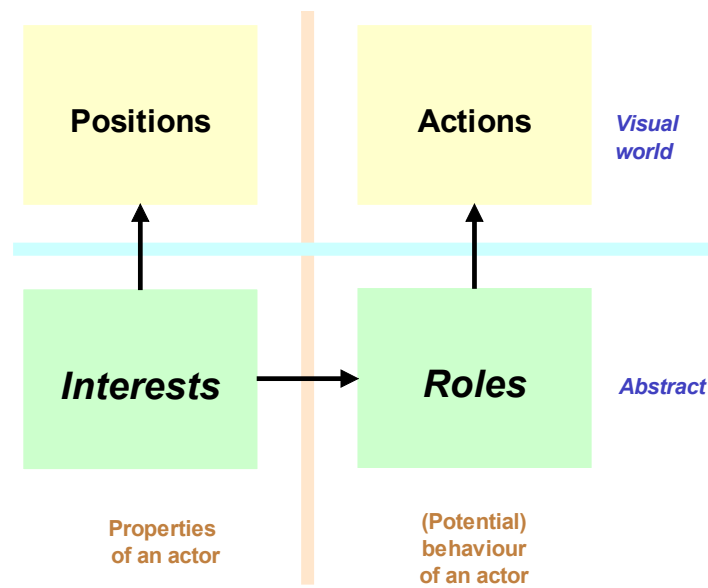 Positions
Actions
Visual
world
Interests
Roles
Abstract
Properties
of an actor
(Potential)
behaviour
of an actor